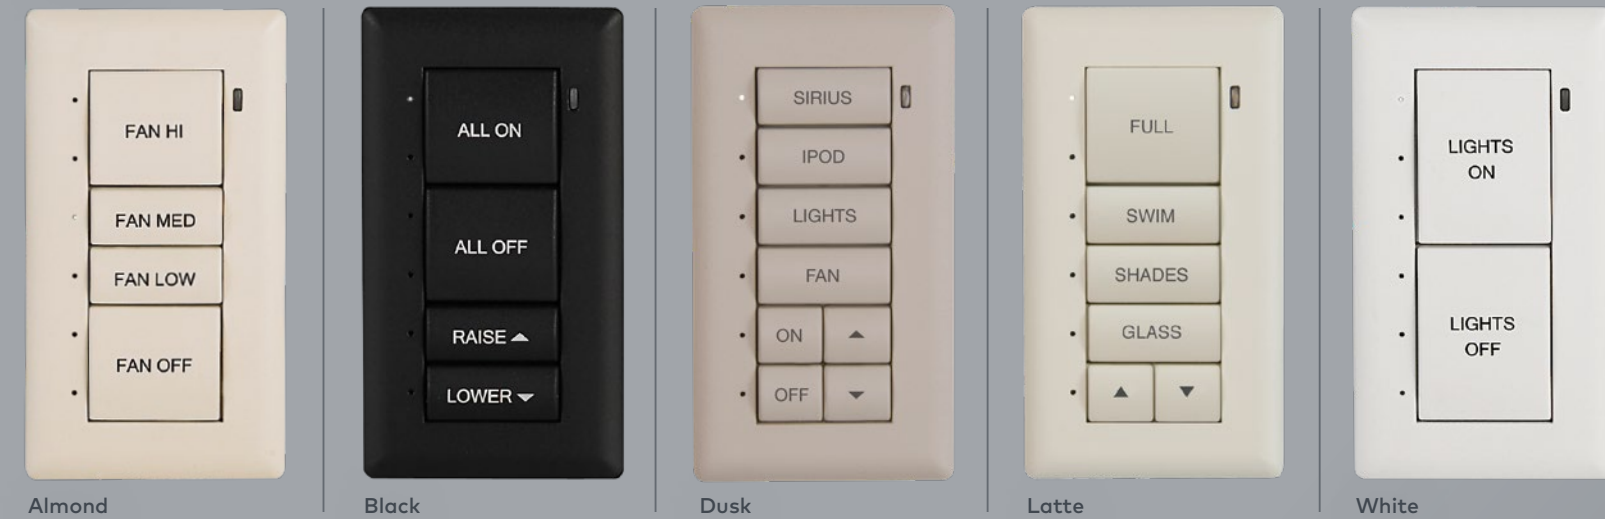 FAN HI
FAN MED
FAN LOW
FAN OFF
Almond
ALL ON
ALL OFF
RAISE
LOWER
Black
SIRIUS
IPOD
LIGHTS
FAN
ON
OFF
Dusk
FULL
SWIM
SHADES
GLASS
Latte
LIGHTS
ON
LIGHTS
OFF
White